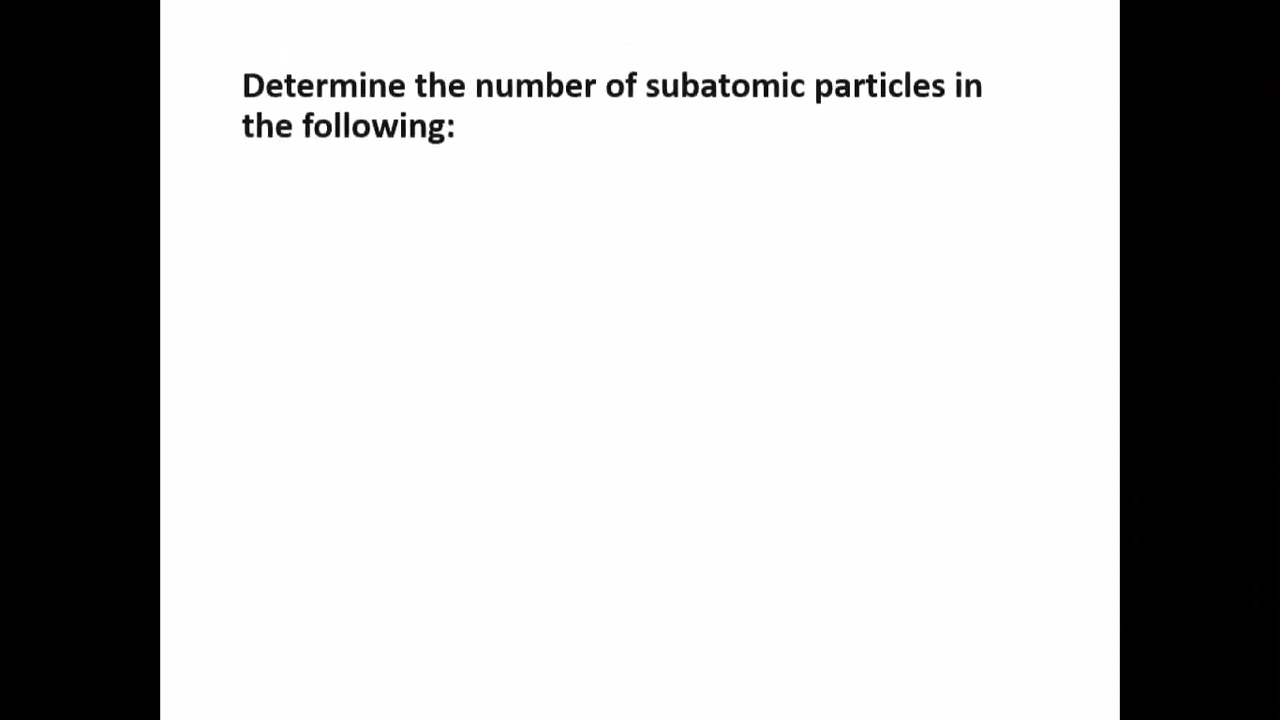 Determine the number of subatomic particles in
the following: